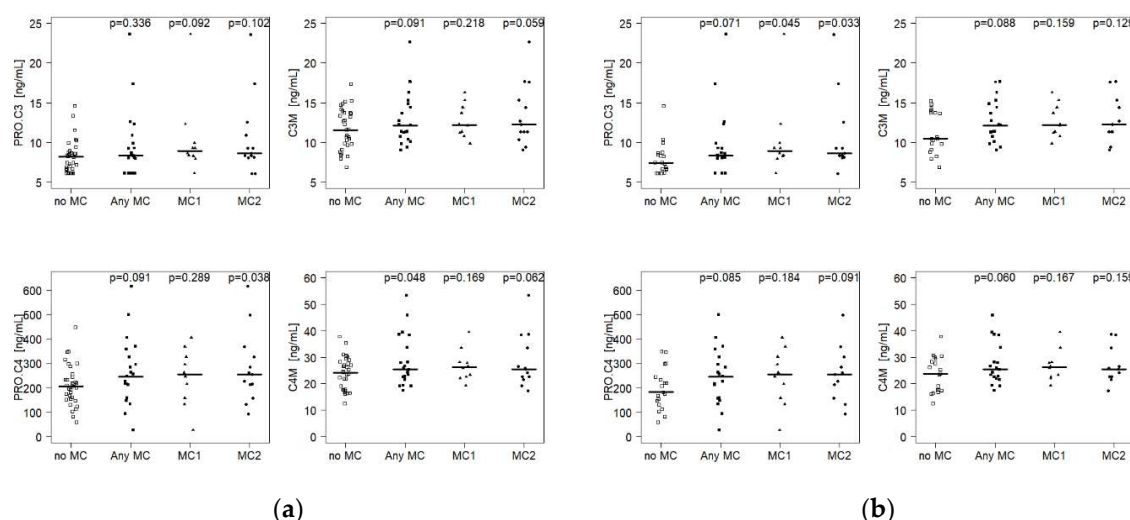 p=0.336 p=0.092 p=0.102
PRO.C3 [ng/mL]
25
20
15
10
5
no MC Any MC MC1 MC2
p=0.091 p=0.218 p=0.059
C3M [ng/mL]
25
20
15
10
5
no MC Any MC MC1 MC2
p=0.071 p=0.045 p=0.033
PRO.C3 [ng/mL]
25
20
15
10
5
no MC Any MC MC1 MC2
p=0.088 p=0.159 p=0.129
C3M [ng/mL]
25
20
15
10
5
no MC Any MC MC1 MC2
p=0.091 p=0.289 p=0.038
PRO.C4 [ng/mL]
600
500
400
300
200
100
0
no MC Any MC MC1 MC2
p=0.048 p=0.169 p=0.062
C4M [ng/mL]
60
50
40
30
20
10
0
no MC Any MC MC1 MC2
p=0.085 p=0.184 p=0.091
PRO.C4 [ng/mL]
600
500
400
300
200
100
0
no MC Any MC MC1 MC2
p=0.060 p=0.167 p=0.159
C4M [ng/mL]
60
50
40
30
20
10
0
no MC Any MC MC1 MC2
(a) (b)